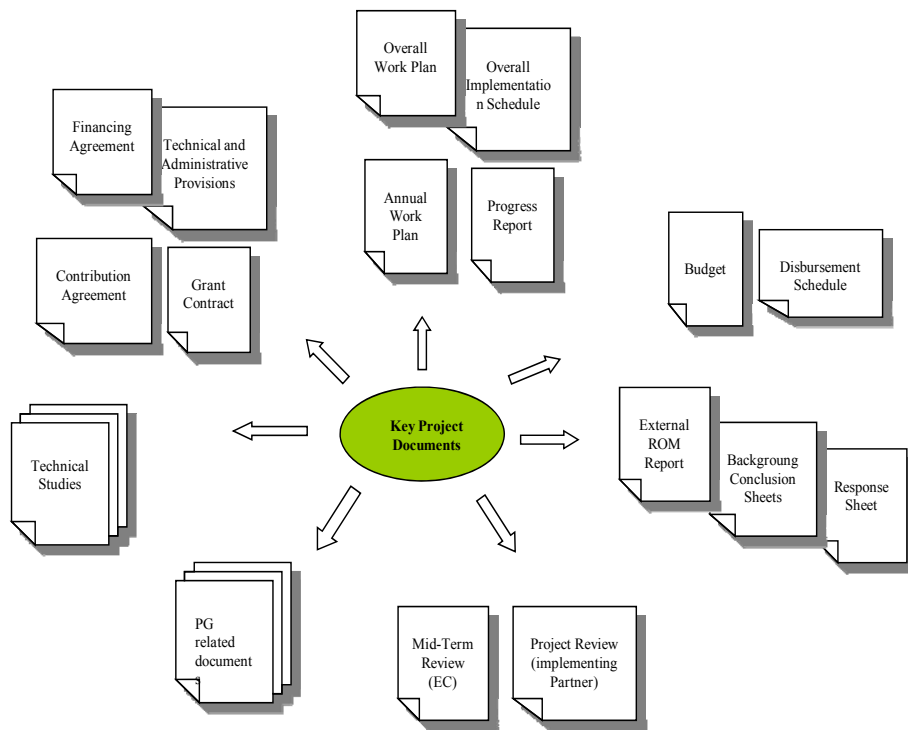 Overall
Work Plan
Overall
Implementatio
n Schedule
Financing
Agreement
Technical and
Administrative
Provisions
Annual
Work
Plan
Progress
Report
Contribution
Agreement
Grant
Contract
Budget
Disbursement
Schedule
Key Project
Documents
External
ROM
Report
Backgroung
Conclusion
Sheets
Response
Sheet
Technical
Studies
PG
related
document
s
Mid-Term
Review
(EC)
Project Review
(implementing
Partner)